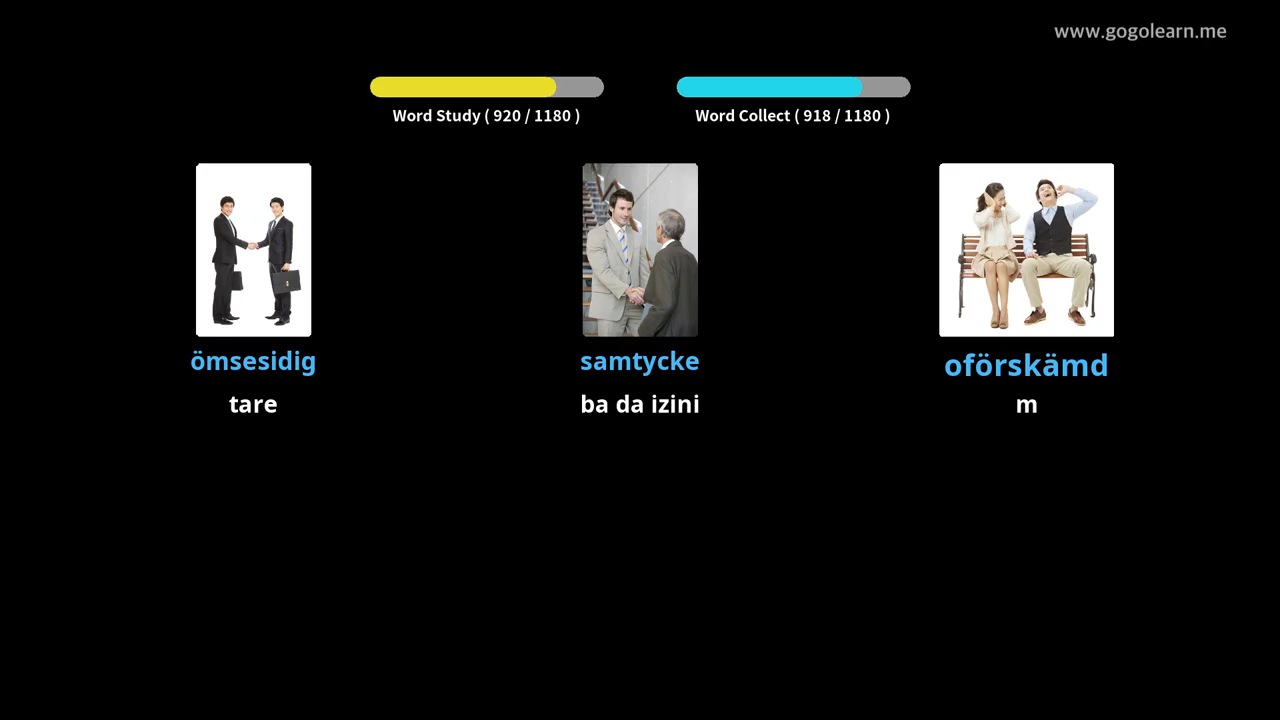 www.gogolearn.me
Word Study ( 920 / 1180 )
Word Collect ( 918 / 1180 )
ömsesidig
samtycke
oförskämd
tare
ba da izini
m